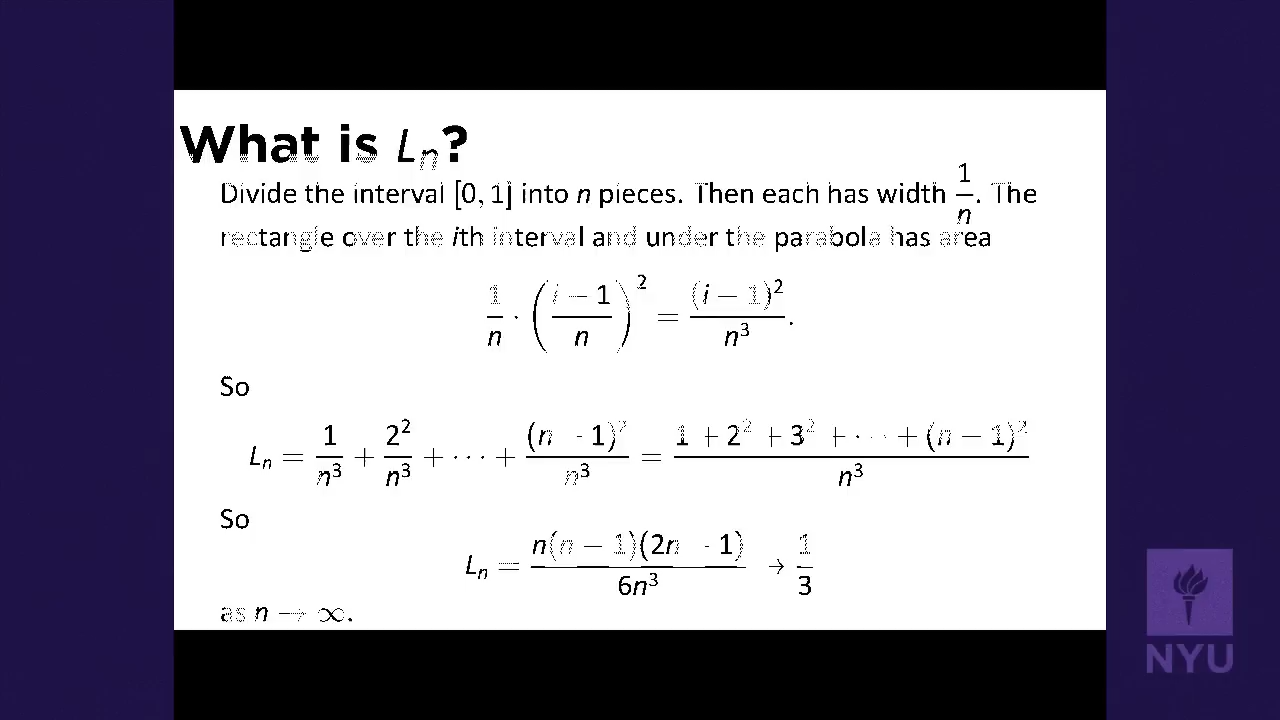 What is Lₙ?
Divide the interval [0, 1] into n pieces. Then each has width 1/n. The
rectangle over the ith interval and under the parabola has area
1/n · ((i − 1)/n)² = (i − 1)²/n³.
So
Lₙ = 1/n³ + 2²/n³ + ··· + (n − 1)²/n³ = (1 + 2² + 3² + ··· + (n − 1)²)/n³
So
Lₙ = n(n − 1)(2n − 1)/6n³ → 1/3
as n → ∞.
NYU